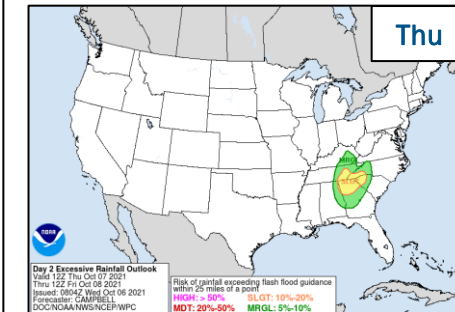 Thu
MRGL
SLGT
NOAA
Day 2 Excessive Rainfall Outlook
Valid 12Z Thu Oct 07 2021
Thru 12Z Fri Oct 08 2021
Issued: 0804Z Wed Oct 06 2021
Forecaster: CAMPBELL
DOC/NOAA/NWS/NCEP/WPC
Risk of rainfall exceeding flash flood guidance
within 25 miles of a point
HIGH: > 50% SLGT: 10%-20%
MDT: 20%-50% MRGL: 5%-10%